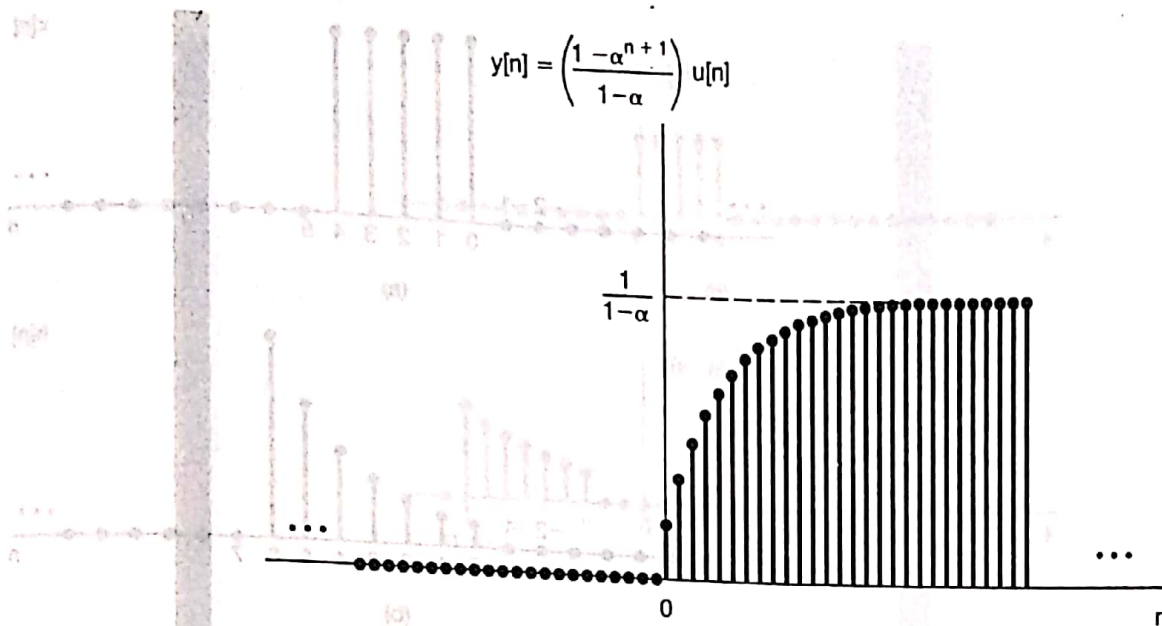 y[n] = (1 − α^(n + 1) / 1−α) u[n]
1 / 1−α
...
...
0